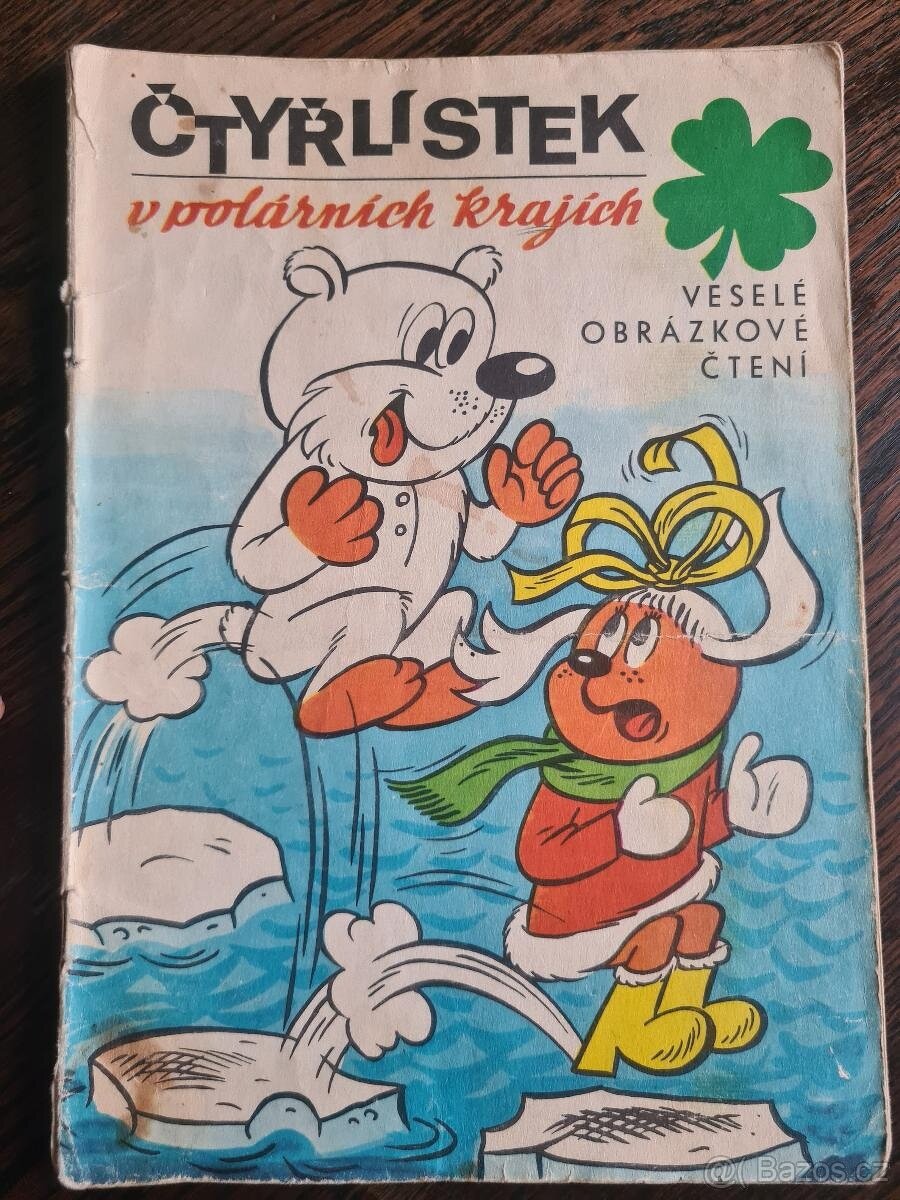 ČTYŘLÍSTEK
v polárních krajích
VESELÉ
OBRÁZKOVÉ
ČTENÍ
Bazos.cz